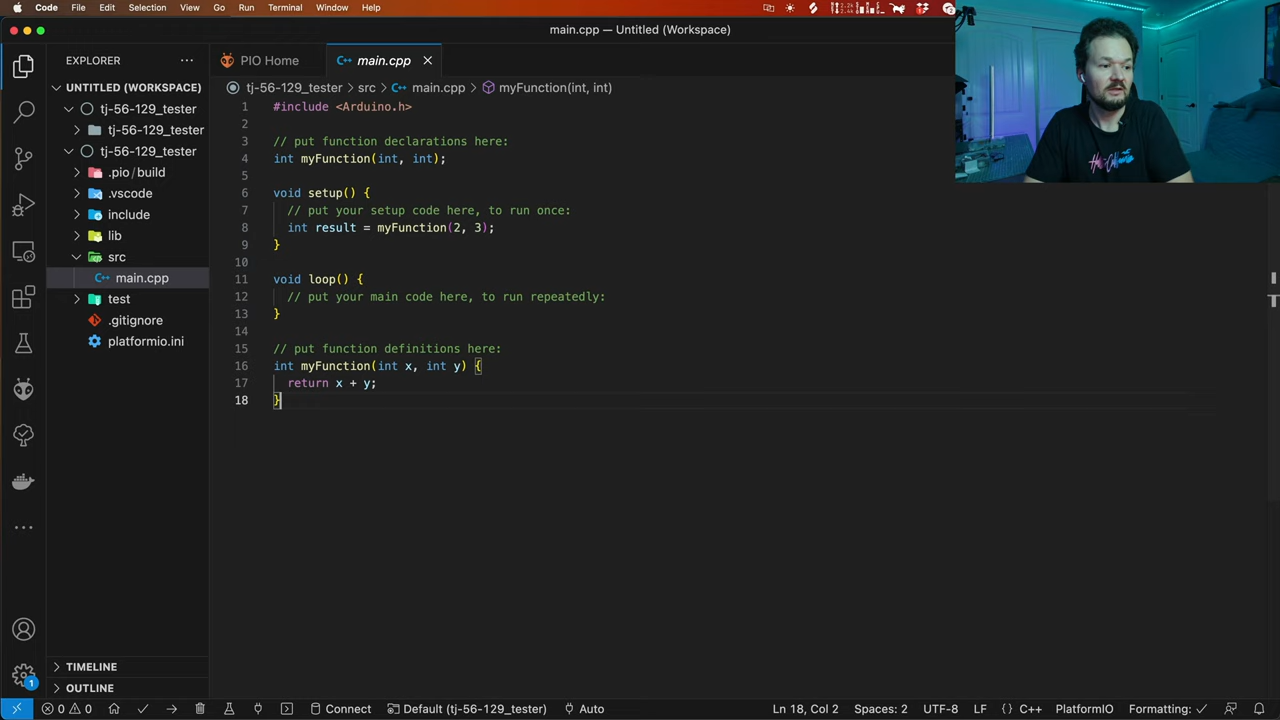 Code File Edit Selection View Go Run Terminal Window Help
main.cpp — Untitled (Workspace)
EXPLORER
PIO Home
main.cpp
UNTITLED (WORKSPACE)
tj-56-129_tester > src > main.cpp > myFunction(int, int)
tj-56-129_tester
tj-56-129_tester
tj-56-129_tester
.pio/build
.vscode
include
lib
src
main.cpp
test
.gitignore
platformio.ini
1 #include <Arduino.h>
2
3 // put function declarations here:
4 int myFunction(int, int);
5
6 void setup() {
7 // put your setup code here, to run once:
8 int result = myFunction(2, 3);
9 }
10
11 void loop() {
12 // put your main code here, to run repeatedly:
13 }
14
15 // put function definitions here:
16 int myFunction(int x, int y) {
17 return x + y;
18 }
1
TIMELINE
OUTLINE
0 0 Connect Default (tj-56-129_tester) Auto Ln 18, Col 2 Spaces: 2 UTF-8 LF {} C++ PlatformIO Formatting: ✓